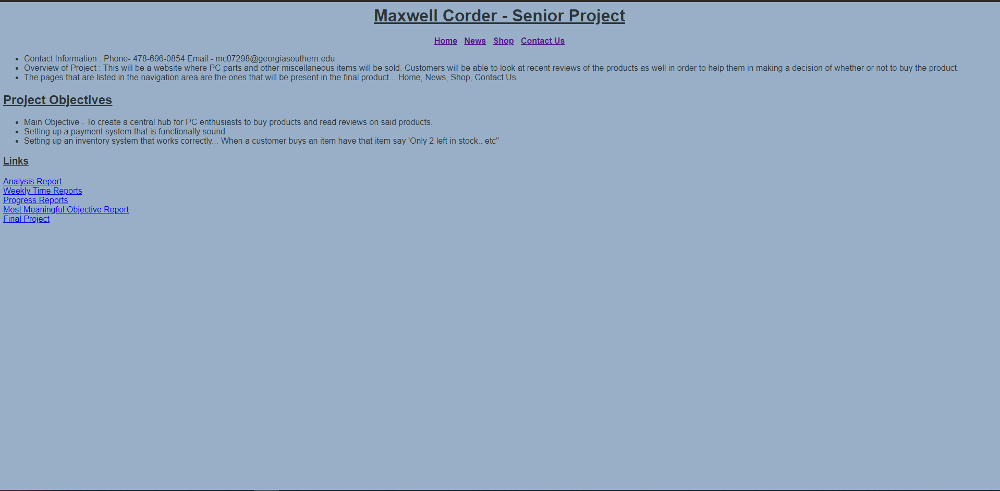 Maxwell Corder - Senior Project
Home News Shop Contact Us
Contact Information : Phone- 478-696-0854 Email - mc07298@georgiasouthern.edu
Overview of Project : This will be a website where PC parts and other miscellaneous items will be sold. Customers will be able to look at recent reviews of the products as well in order to help them in making a decision of whether or not to buy the product.
The pages that are listed in the navigation area are the ones that will be present in the final product... Home, News, Shop, Contact Us.
Project Objectives
Main Objective - To create a central hub for PC enthusiasts to buy products and read reviews on said products.
Setting up a payment system that is functionally sound
Setting up an inventory system that works correctly... When a customer buys an item have that item say 'Only 2 left in stock.. etc"
Links
Analysis Report
Weekly Time Reports
Progress Reports
Most Meaningful Objective Report
Final Project